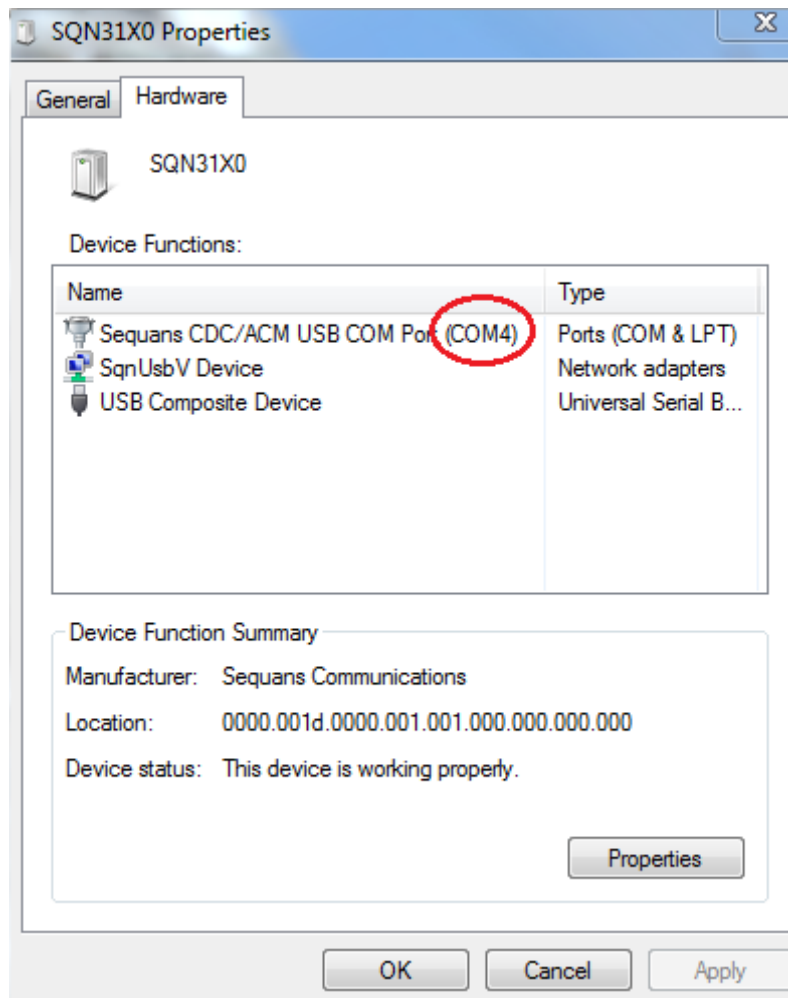 SQN31X0 Properties
General Hardware
SQN31X0
Device Functions:
Name Type
Sequans CDC/ACM USB COM Port (COM4) Ports (COM & LPT)
SqnUsbV Device Network adapters
USB Composite Device Universal Serial B...
Device Function Summary
Manufacturer: Sequans Communications
Location: 0000.001d.0000.001.001.000.000.000.000
Device status: This device is working properly.
Properties
OK Cancel Apply